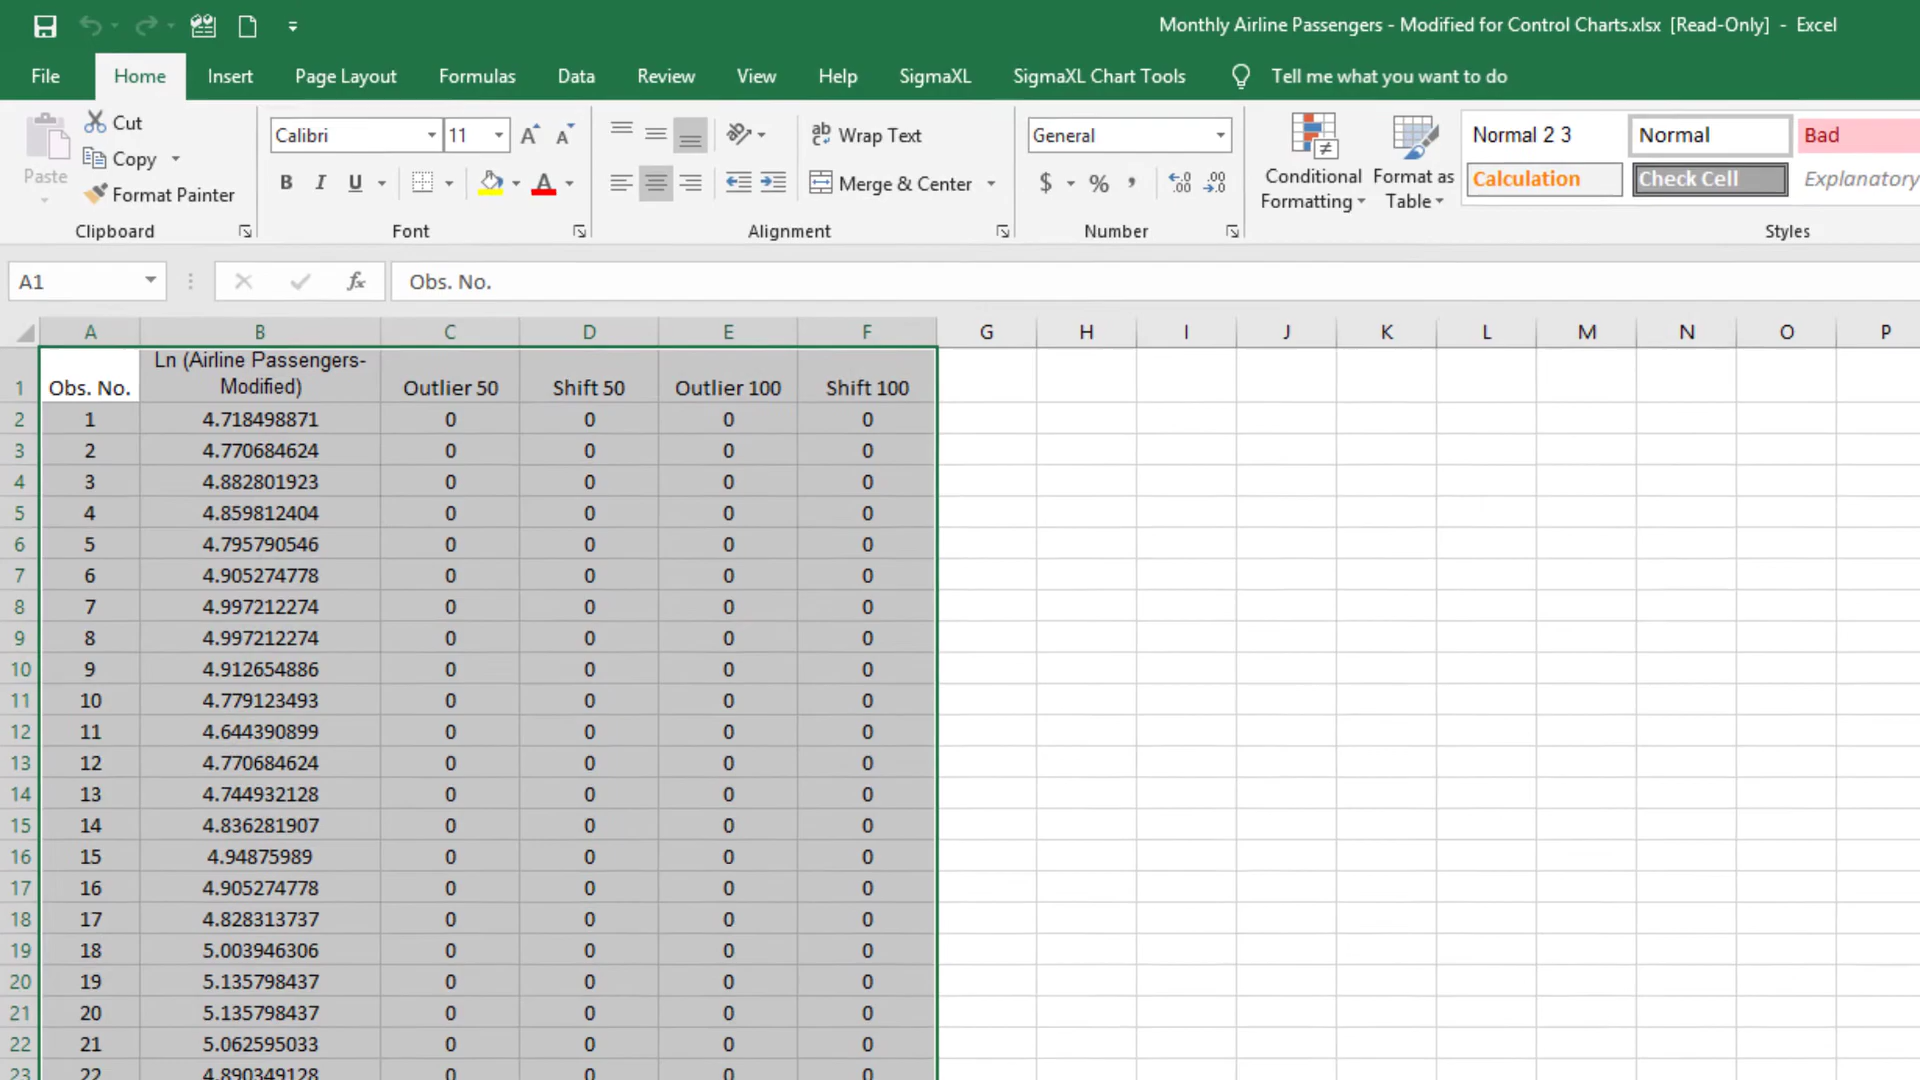 Monthly Airline Passengers - Modified for Control Charts.xlsx [Read-Only] - Excel
File Home Insert Page Layout Formulas Data Review View Help SigmaXL SigmaXL Chart Tools Tell me what you want to do
Paste
Cut
Copy
Format Painter
Clipboard
Calibri 11
B I U
Font
Wrap Text
Merge & Center
Alignment
General
$ % ,
Number
Conditional Formatting
Format as Table
Normal 2 3 Normal Bad
Calculation Check Cell Explanatory
Styles
A1 fx Obs. No.
A B C D E F G H I J K L M N O P
1 Obs. No. Ln (Airline Passengers-Modified) Outlier 50 Shift 50 Outlier 100 Shift 100
2 1 4.718498871 0 0 0 0
3 2 4.770684624 0 0 0 0
4 3 4.882801923 0 0 0 0
5 4 4.859812404 0 0 0 0
6 5 4.795790546 0 0 0 0
7 6 4.905274778 0 0 0 0
8 7 4.997212274 0 0 0 0
9 8 4.997212274 0 0 0 0
10 9 4.912654886 0 0 0 0
11 10 4.779123493 0 0 0 0
12 11 4.644390899 0 0 0 0
13 12 4.770684624 0 0 0 0
14 13 4.744932128 0 0 0 0
15 14 4.836281907 0 0 0 0
16 15 4.94875989 0 0 0 0
17 16 4.905274778 0 0 0 0
18 17 4.828313737 0 0 0 0
19 18 5.003946306 0 0 0 0
20 19 5.135798437 0 0 0 0
21 20 5.135798437 0 0 0 0
22 21 5.062595033 0 0 0 0
23 22 4.890349128 0 0 0 0